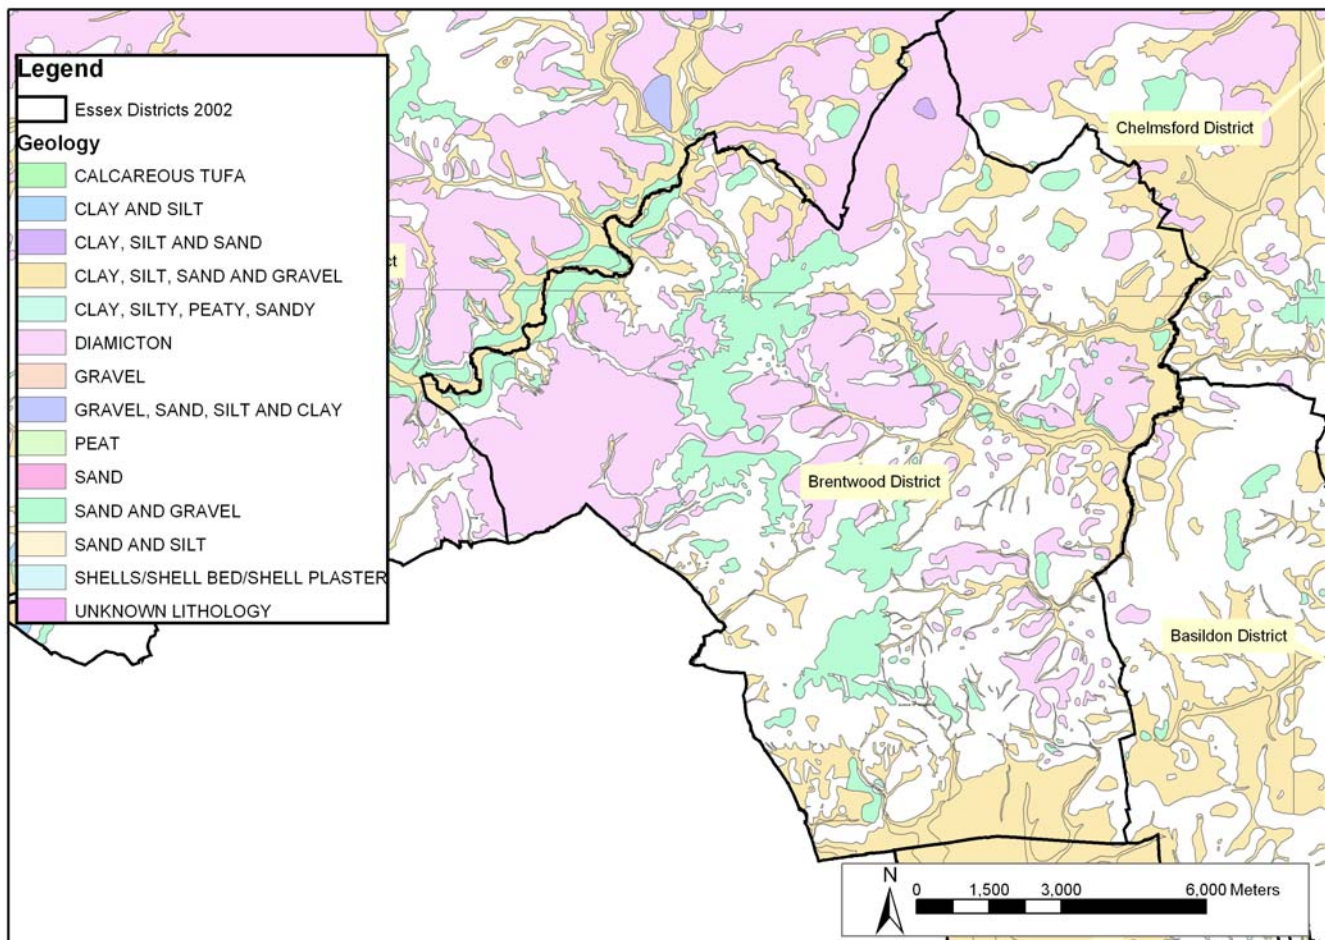 Legend
Essex Districts 2002
Geology
CALCAREOUS TUFA
CLAY AND SILT
CLAY, SILT AND SAND
CLAY, SILT, SAND AND GRAVEL
CLAY, SILTY, PEATY, SANDY
DIAMICTON
GRAVEL
GRAVEL, SAND, SILT AND CLAY
PEAT
SAND
SAND AND GRAVEL
SAND AND SILT
SHELLS/SHELL BED/SHELL PLASTER
UNKNOWN LITHOLOGY
ct
Chelmsford District
Brentwood District
Basildon District
N
0 1,500 3,000 6,000 Meters